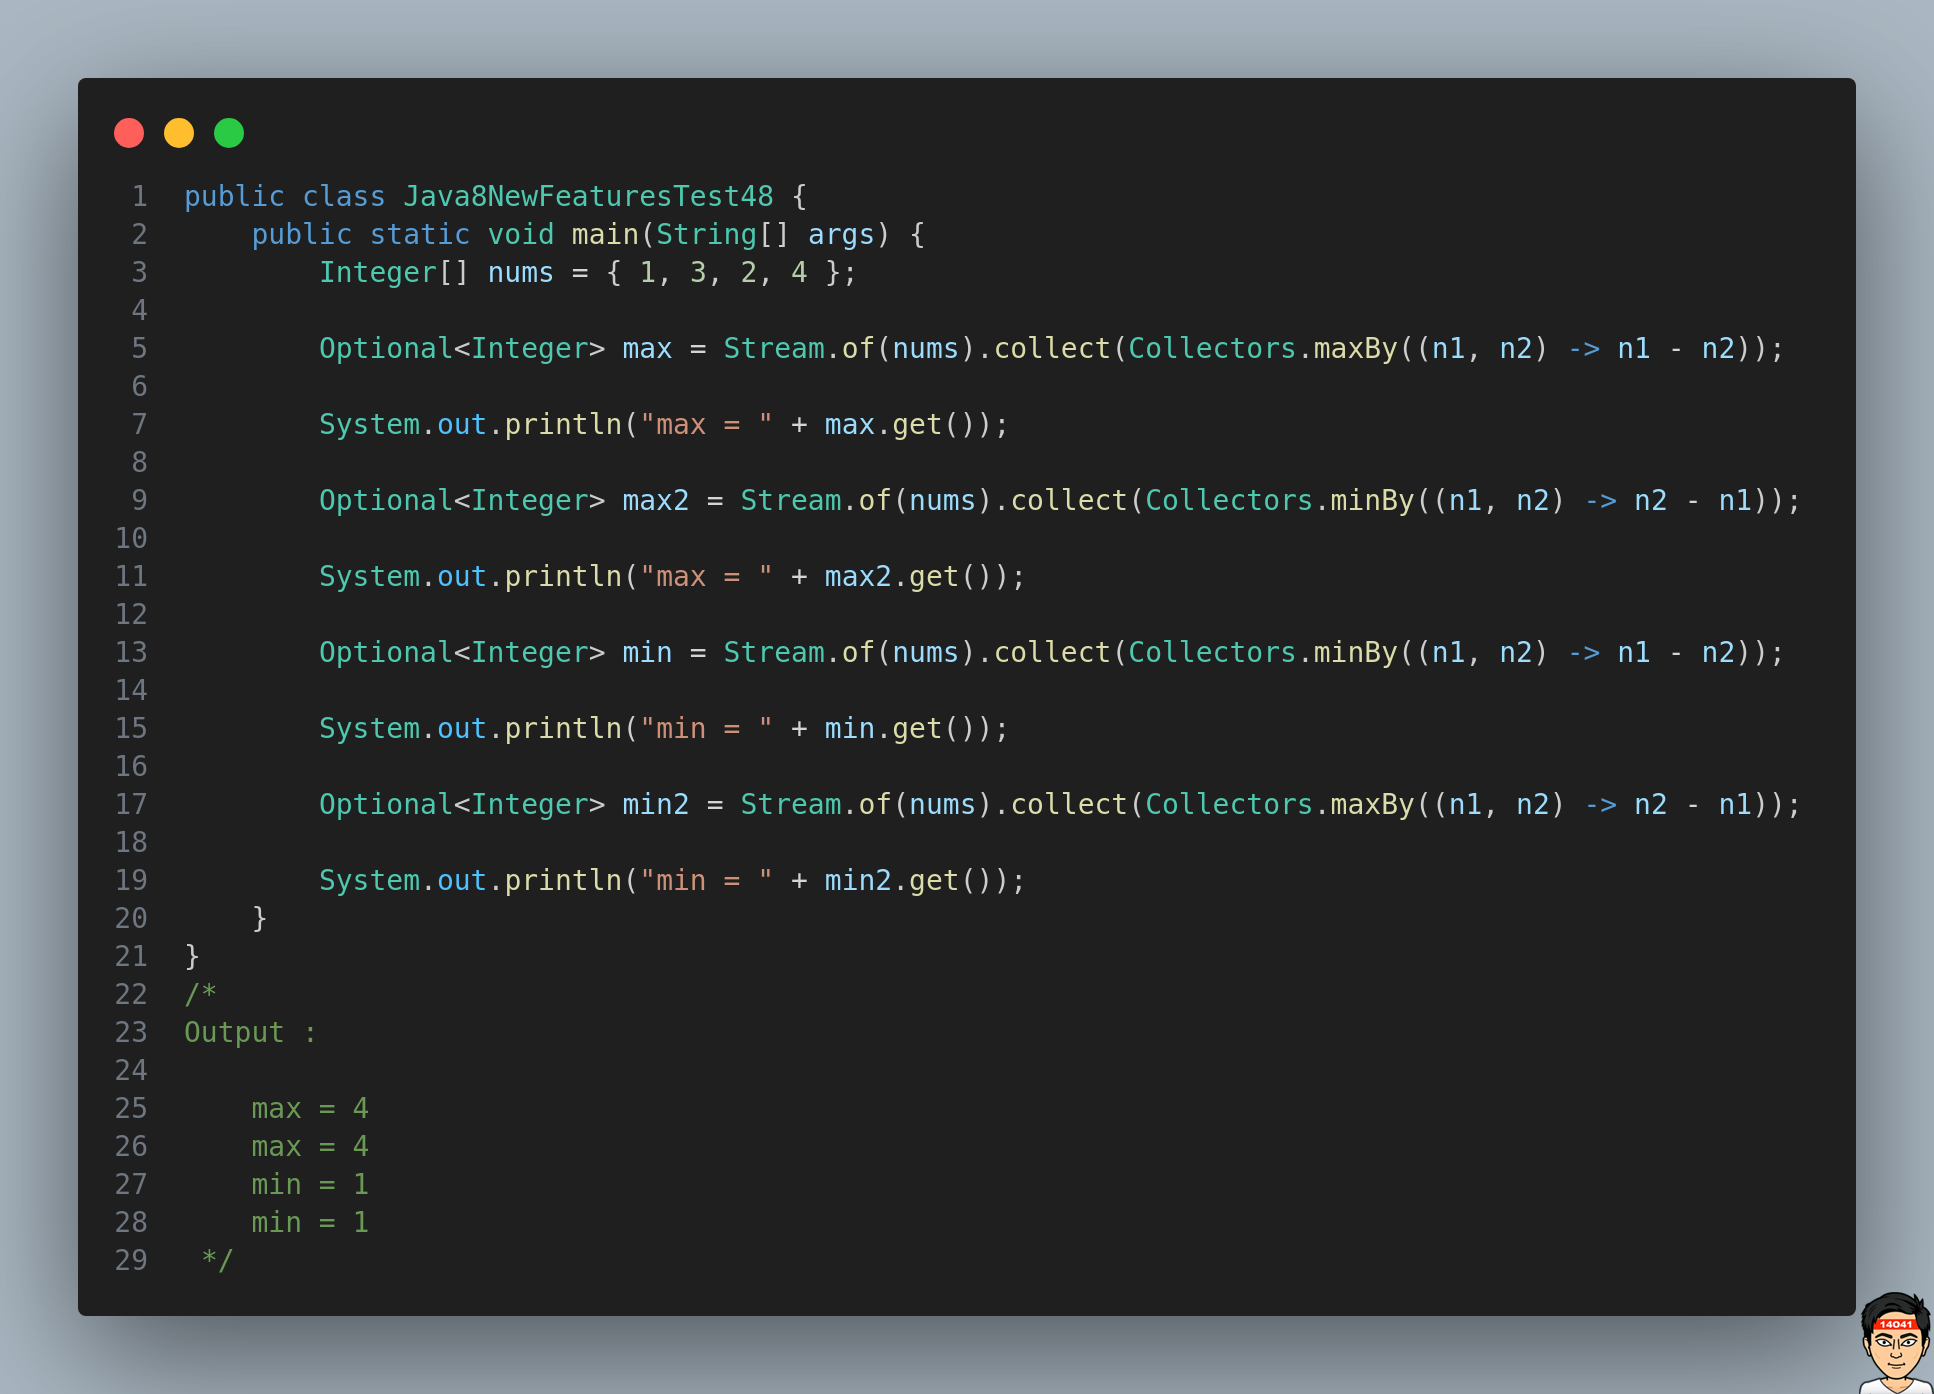 1 public class Java8NewFeaturesTest48 {
2     public static void main(String[] args) {
3         Integer[] nums = { 1, 3, 2, 4 };
4
5         Optional<Integer> max = Stream.of(nums).collect(Collectors.maxBy((n1, n2) -> n1 - n2));
6
7         System.out.println("max = " + max.get());
8
9         Optional<Integer> max2 = Stream.of(nums).collect(Collectors.minBy((n1, n2) -> n2 - n1));
10
11         System.out.println("max = " + max2.get());
12
13         Optional<Integer> min = Stream.of(nums).collect(Collectors.minBy((n1, n2) -> n1 - n2));
14
15         System.out.println("min = " + min.get());
16
17         Optional<Integer> min2 = Stream.of(nums).collect(Collectors.maxBy((n1, n2) -> n2 - n1));
18
19         System.out.println("min = " + min2.get());
20     }
21 }
22 /*
23 Output :
24
25     max = 4
26     max = 4
27     min = 1
28     min = 1
29  */
14041